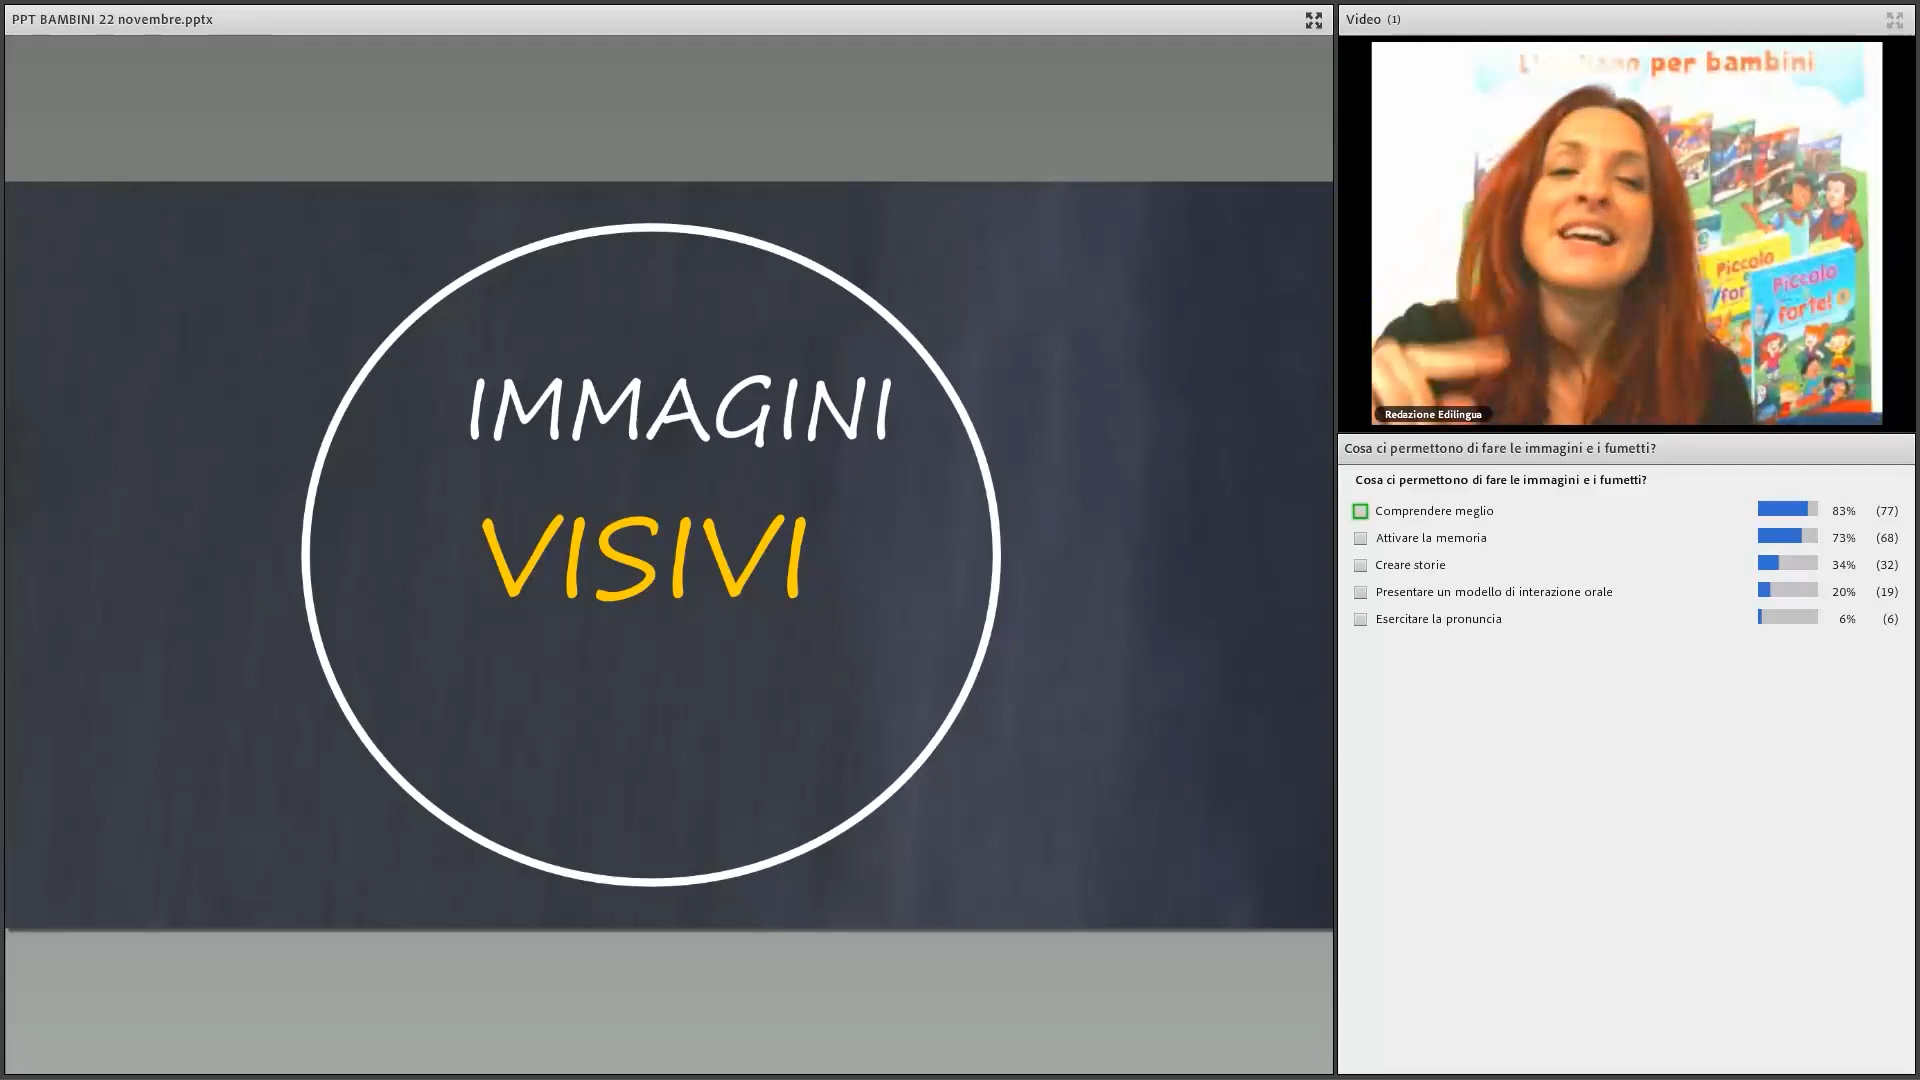 PPT BAMBINI 22 novembre.pptx
IMMAGINI
VISIVI
Video (1)
per bambini
Piccolo
e
Piccolo
forte!
Redazione Edilingua
Cosa ci permettono di fare le immagini e i fumetti?
Cosa ci permettono di fare le immagini e i fumetti?
Comprendere meglio 83% (77)
Attivare la memoria 73% (68)
Creare storie 34% (32)
Presentare un modello di interazione orale 20% (19)
Esercitare la pronuncia 6% (6)